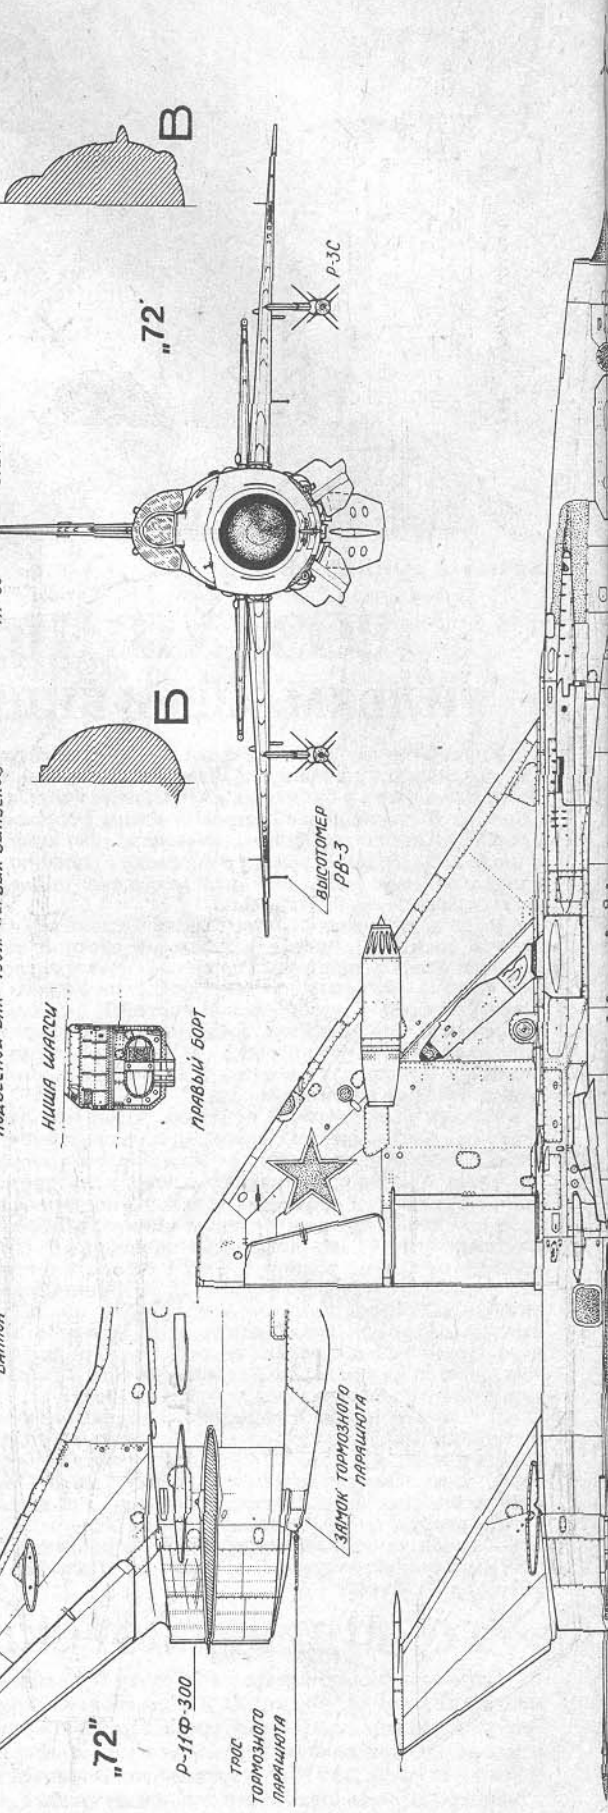 В
„72"
Р-3С
Б
ВЫСОТОМЕР
РВ-3
НИША ШАССИ
ПРАВЫЙ БОРТ
ЗАМОК ТОРМОЗНОГО
ПАРАШЮТА
„72"
Р-11Ф-300
ТРОС
ТОРМОЗНОГО
ПАРАШЮТА